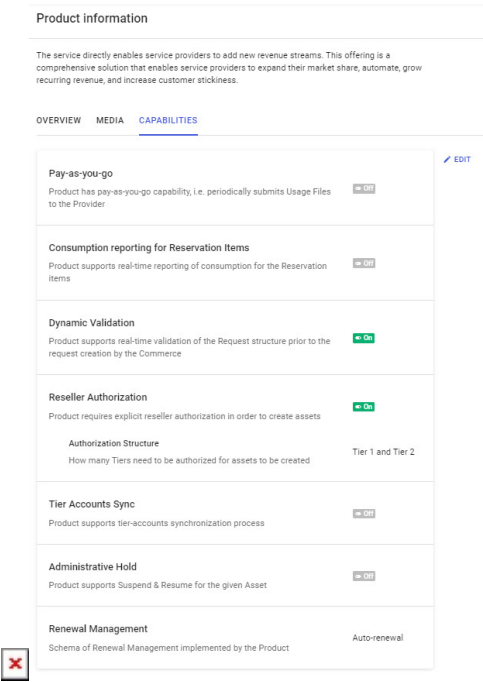 Product information
The service directly enables service providers to add new revenue streams. This offering is a
comprehensive solution that enables service providers to expand their market share, automate, grow
recurring revenue, and increase customer stickiness.
OVERVIEW MEDIA CAPABILITIES
EDIT
Pay-as-you-go
Product has pay-as-you-go capability, i.e. periodically submits Usage Files
to the Provider
Off
Consumption reporting for Reservation Items
Product supports real-time reporting of consumption for the Reservation
items
Off
Dynamic Validation
Product supports real-time validation of the Request structure prior to the
request creation by the Commerce
On
Reseller Authorization
Product requires explicit reseller authorization in order to create assets
On
Authorization Structure
How many Tiers need to be authorized for assets to be created
Tier 1 and Tier 2
Tier Accounts Sync
Product supports tier-accounts synchronization process
Off
Administrative Hold
Product supports Suspend & Resume for the given Asset
Off
Renewal Management
Schema of Renewal Management implemented by the Product
Auto-renewal